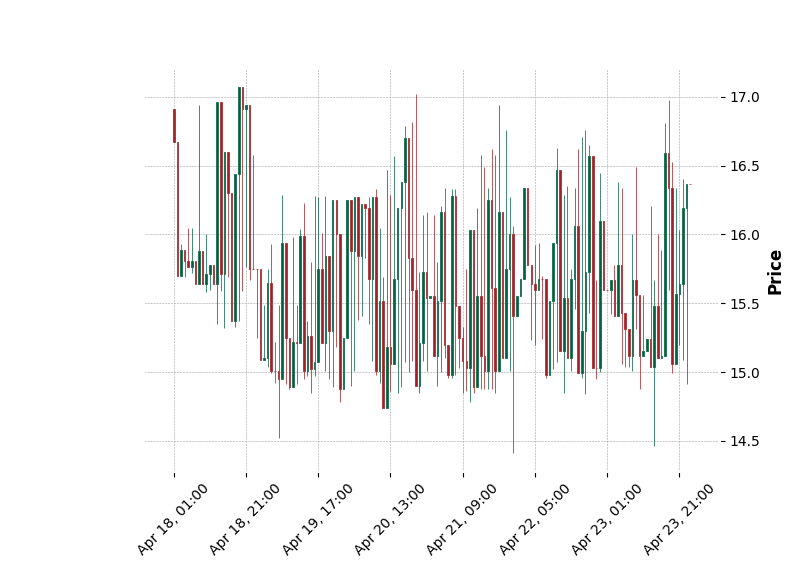 17.0
16.5
16.0
15.5
15.0
14.5
Price
Apr 18, 01:00
Apr 18, 21:00
Apr 19, 17:00
Apr 20, 13:00
Apr 21, 09:00
Apr 22, 05:00
Apr 23, 01:00
Apr 23, 21:00